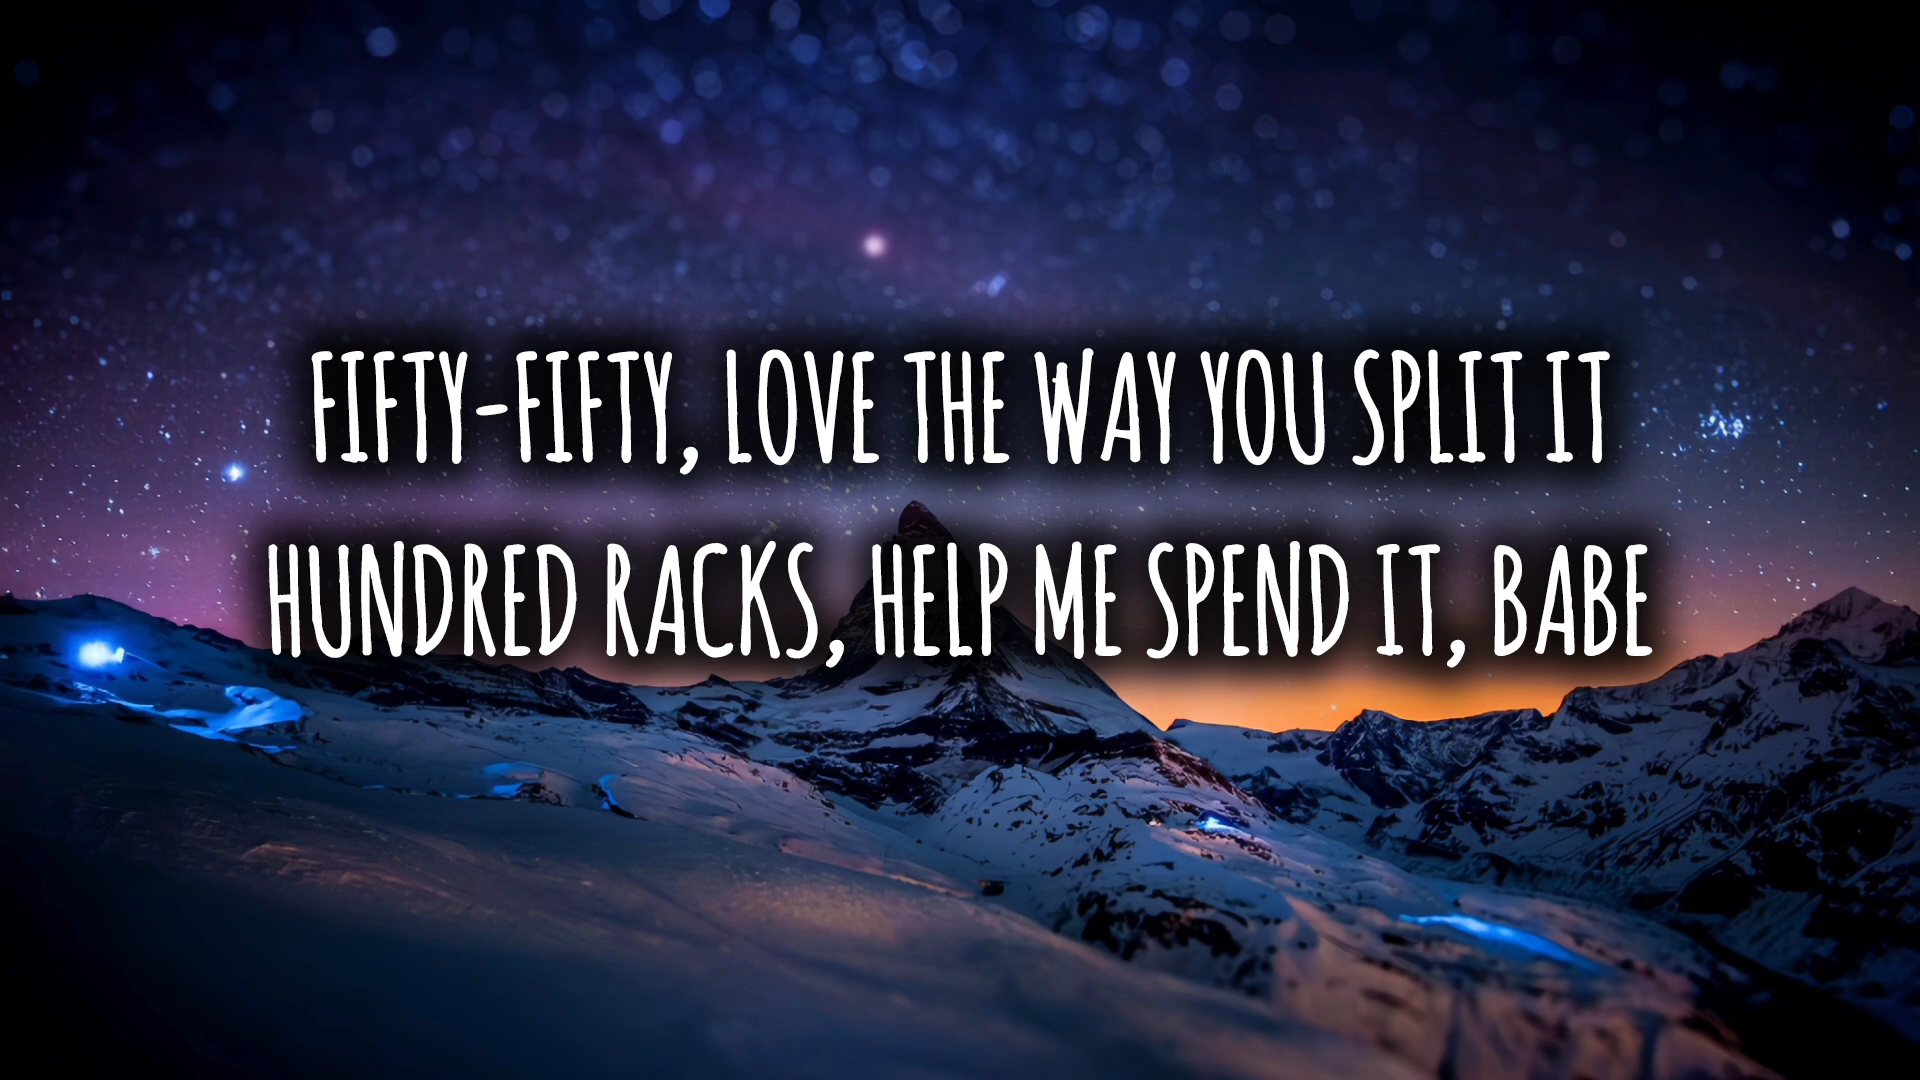 FIFTY-FIFTY, LOVE THE WAY YOU SPLIT IT
HUNDRED RACKS, HELP ME SPEND IT, BABE